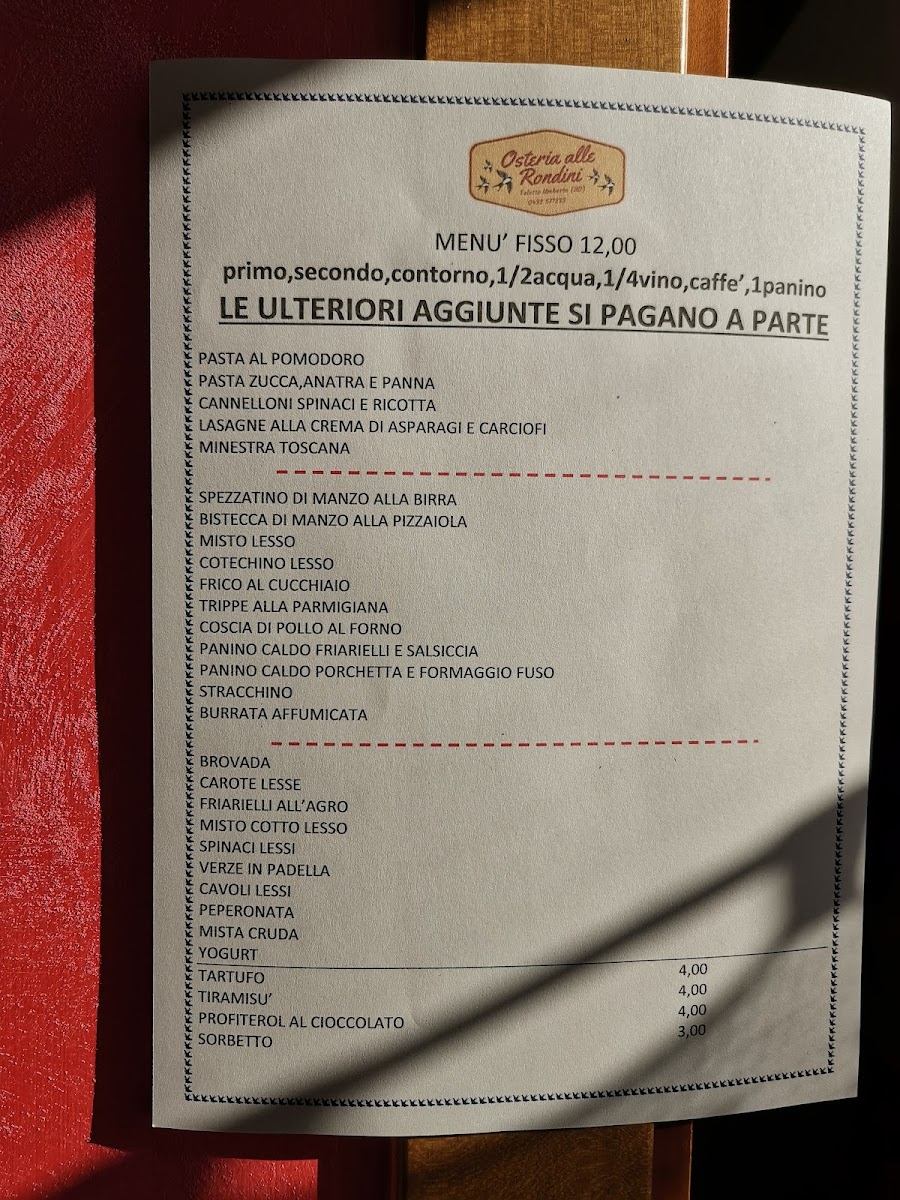 Osteria alle
Rondini
MENU' FISSO 12,00
primo,secondo,contorno,1/2acqua,1/4vino,caffe',1panino
LE ULTERIORI AGGIUNTE SI PAGANO A PARTE
PASTA AL POMODORO
PASTA ZUCCA,ANATRA E PANNA
CANNELLONI SPINACI E RICOTTA
LASAGNE ALLA CREMA DI ASPARAGI E CARCIOFI
MINESTRA TOSCANA
SPEZZATINO DI MANZO ALLA BIRRA
BISTECCA DI MANZO ALLA PIZZAIOLA
MISTO LESSO
COTECHINO LESSO
FRICO AL CUCCHIAIO
TRIPPE ALLA PARMIGIANA
COSCIA DI POLLO AL FORNO
PANINO CALDO FRIARIELLI E SALSICCIA
PANINO CALDO PORCHETTA E FORMAGGIO FUSO
STRACCHINO
BURRATA AFFUMICATA
BROVADA
CAROTE LESSE
FRIARIELLI ALL'AGRO
MISTO COTTO LESSO
SPINACI LESSI
VERZE IN PADELLA
CAVOLI LESSI
PEPERONATA
MISTA CRUDA
YOGURT
TARTUFO 4,00
TIRAMISU' 4,00
PROFITEROL AL CIOCCOLATO 4,00
SORBETTO 3,00